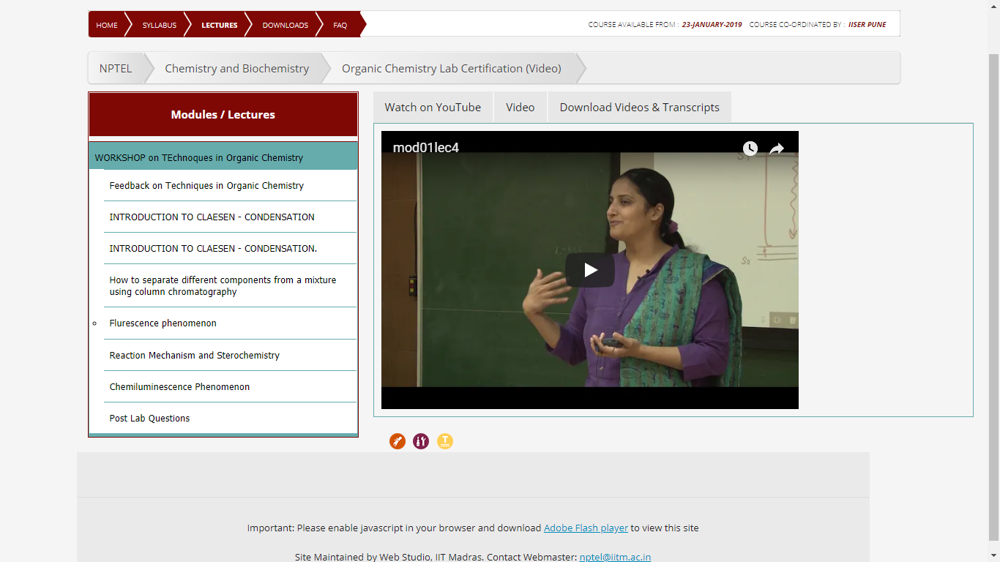 HOME SYLLABUS LECTURES DOWNLOADS FAQ COURSE AVAILABLE FROM : 23-JANUARY-2019 COURSE CO-ORDINATED BY : IISER PUNE
NPTEL Chemistry and Biochemistry Organic Chemistry Lab Certification (Video)
Modules / Lectures
WORKSHOP on TEchnoques in Organic Chemistry
Feedback on Techniques in Organic Chemistry
INTRODUCTION TO CLAESEN - CONDENSATION
INTRODUCTION TO CLAESEN - CONDENSATION.
How to separate different components from a mixture
using column chromatography
Flurescence phenomenon
Reaction Mechanism and Sterochemistry
Chemiluminescence Phenomenon
Post Lab Questions
Watch on YouTube Video Download Videos & Transcripts
mod01lec4
S1
S0
T
Important: Please enable javascript in your browser and download Adobe Flash player to view this site
Site Maintained by Web Studio, IIT Madras. Contact Webmaster: nptel@iitm.ac.in